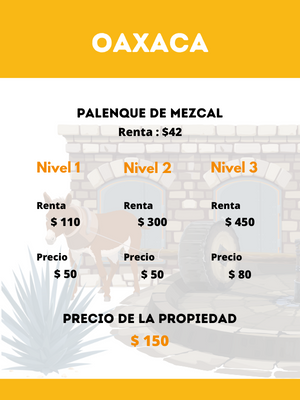 OAXACA
PALENQUE DE MEZCAL
Renta : $42
Nivel 1 Nivel 2 Nivel 3
Renta Renta Renta
$ 110 $ 300 $ 450
Precio Precio Precio
$ 50 $ 50 $ 80
PRECIO DE LA PROPIEDAD
$ 150